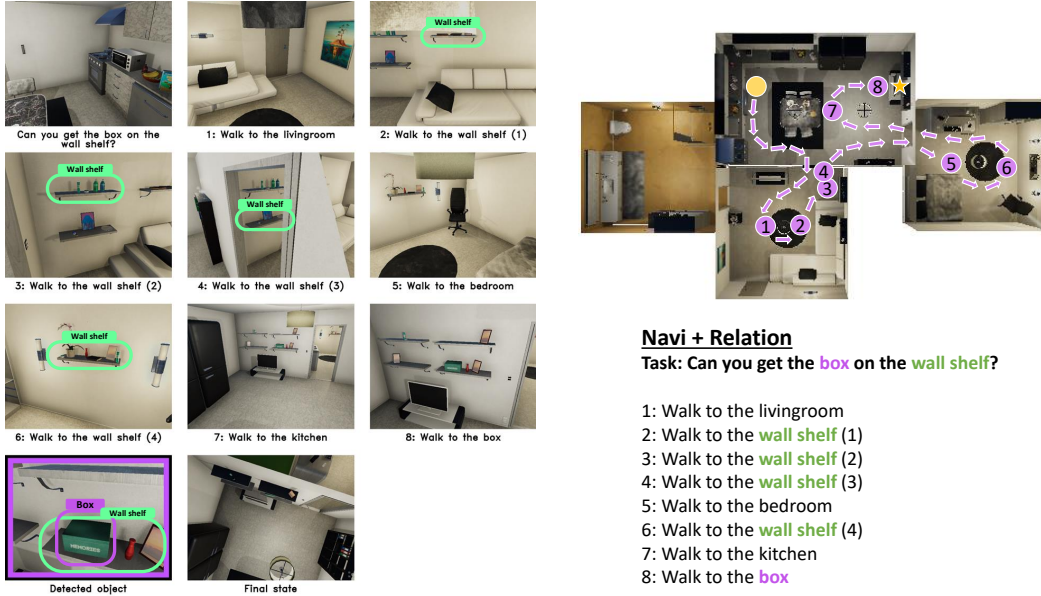 Can you get the box on the
wall shelf?
1: Walk to the livingroom
Wall shelf
2: Walk to the wall shelf (1)
Wall shelf
3: Walk to the wall shelf (2)
Wall shelf
4: Walk to the wall shelf (3)
5: Walk to the bedroom
Wall shelf
6: Walk to the wall shelf (4)
7: Walk to the kitchen
8: Walk to the box
Box
Wall shelf
MEMORIES
Detected object
Final state
8
7
4
3
5
6
1
2
Navi + Relation
Task: Can you get the box on the wall shelf?
1: Walk to the livingroom
2: Walk to the wall shelf (1)
3: Walk to the wall shelf (2)
4: Walk to the wall shelf (3)
5: Walk to the bedroom
6: Walk to the wall shelf (4)
7: Walk to the kitchen
8: Walk to the box